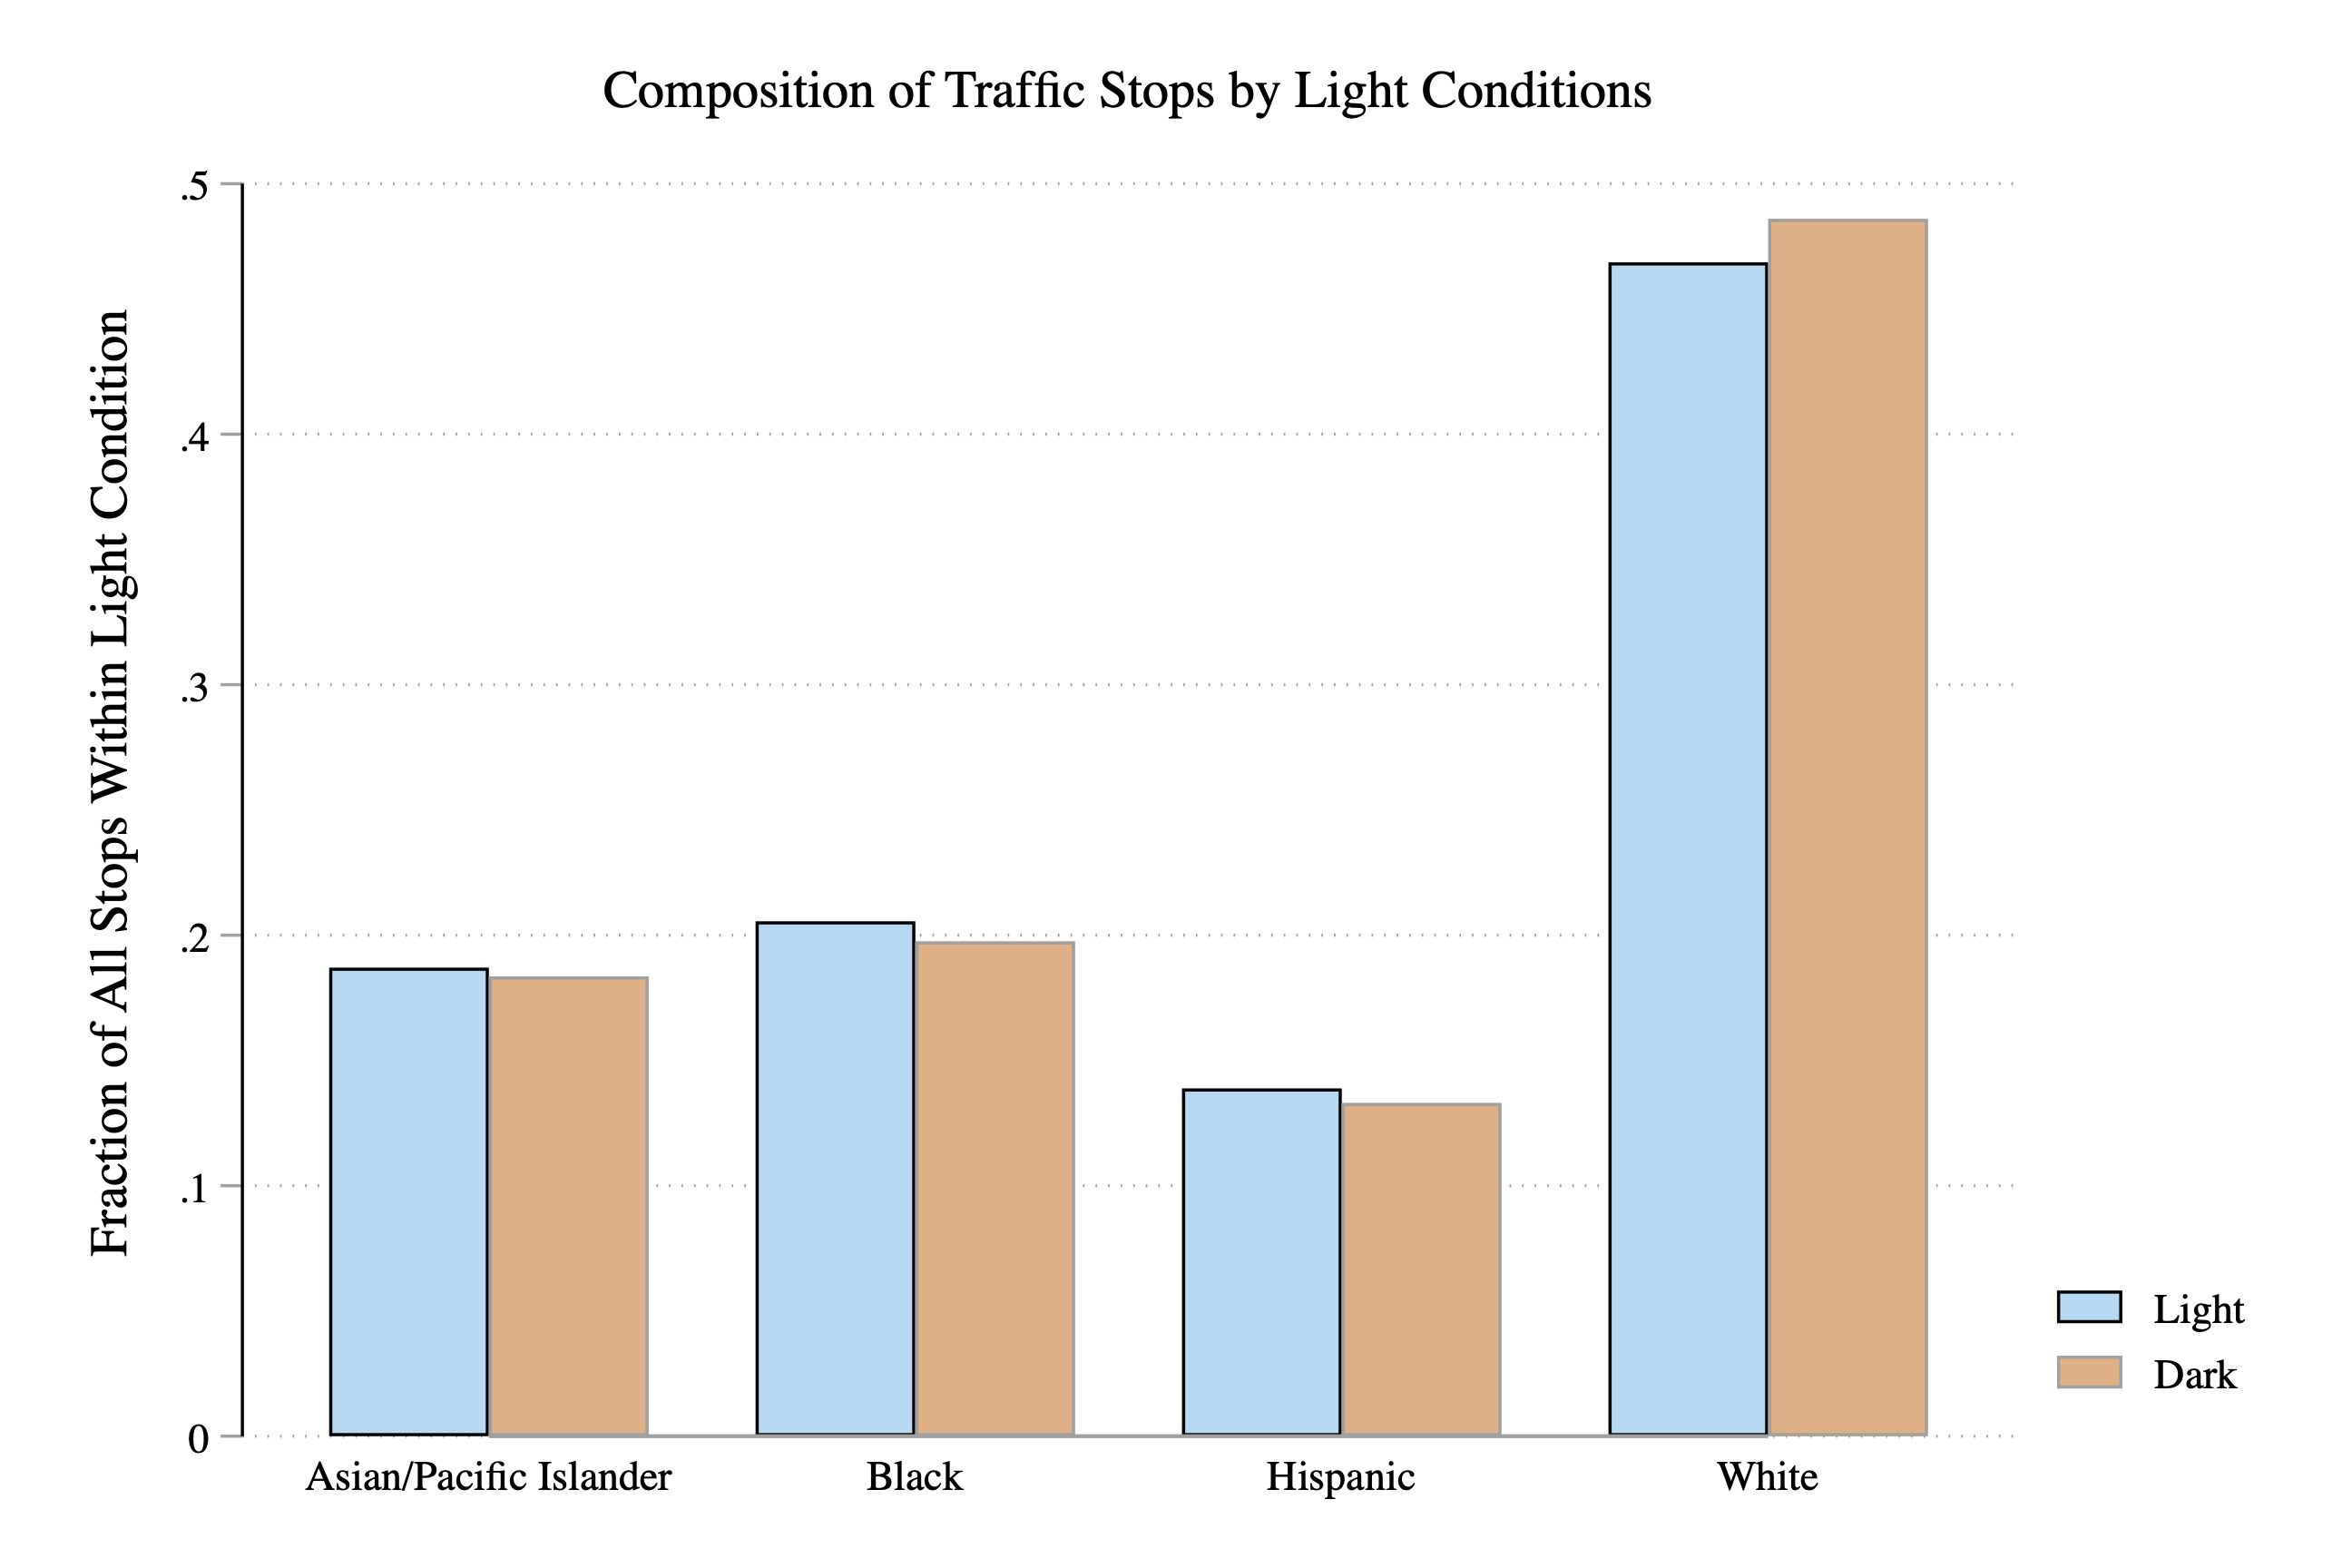 Composition of Traffic Stops by Light Conditions
Fraction of All Stops Within Light Condition
.5
.4
.3
.2
.1
0
Asian/Pacific Islander
Black
Hispanic
White
Light
Dark